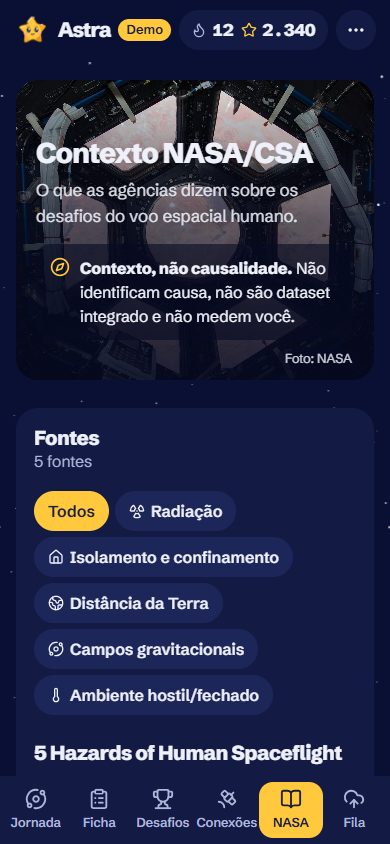 Astra Demo 12 2.340
Contexto NASA/CSA
O que as agências dizem sobre os
desafios do voo espacial humano.
Contexto, não causalidade. Não
identificam causa, não são dataset
integrado e não medem você.
Foto: NASA
Fontes
5 fontes
Todos Radiação
Isolamento e confinamento
Distância da Terra
Campos gravitacionais
Ambiente hostil/fechado
5 Hazards of Human Spaceflight
Jornada Ficha Desafios Conexões NASA Fila